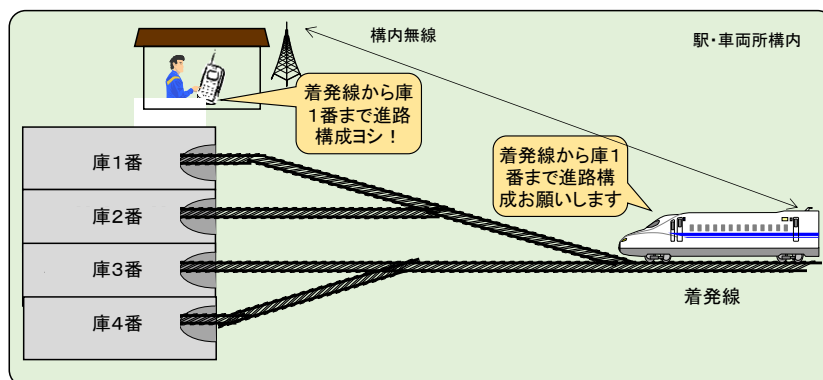 構内無線
駅・車両所構内
着発線から庫
1番まで進路
構成ヨシ！
着発線から庫1
番まで進路構
成お願いします
庫1番
庫2番
庫3番
庫4番
着発線